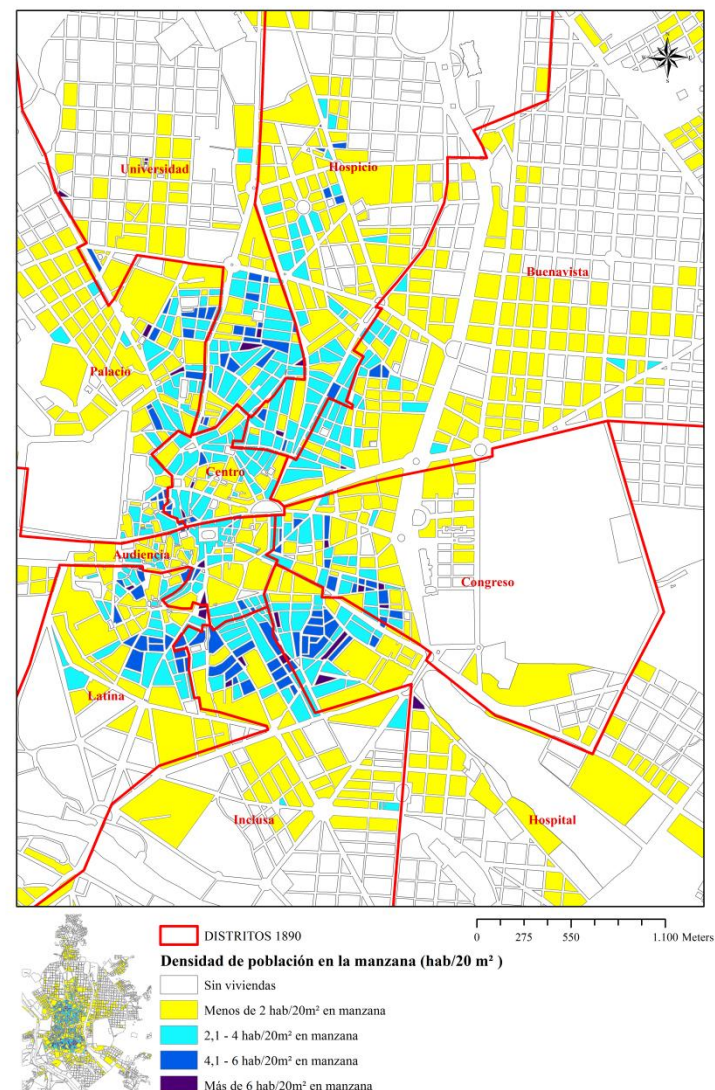 N
Universidad
Hospicio
Buenavista
Palacio
Centro
Audiencia
Congreso
Latina
Inclusa
Hospital
DISTRITOS 1890
0 275 550 1.100 Meters
Densidad de población en la manzana (hab/20 m² )
Sin viviendas
Menos de 2 hab/20m² en manzana
2,1 - 4 hab/20m² en manzana
4,1 - 6 hab/20m² en manzana
Más de 6 hab/20m² en manzana